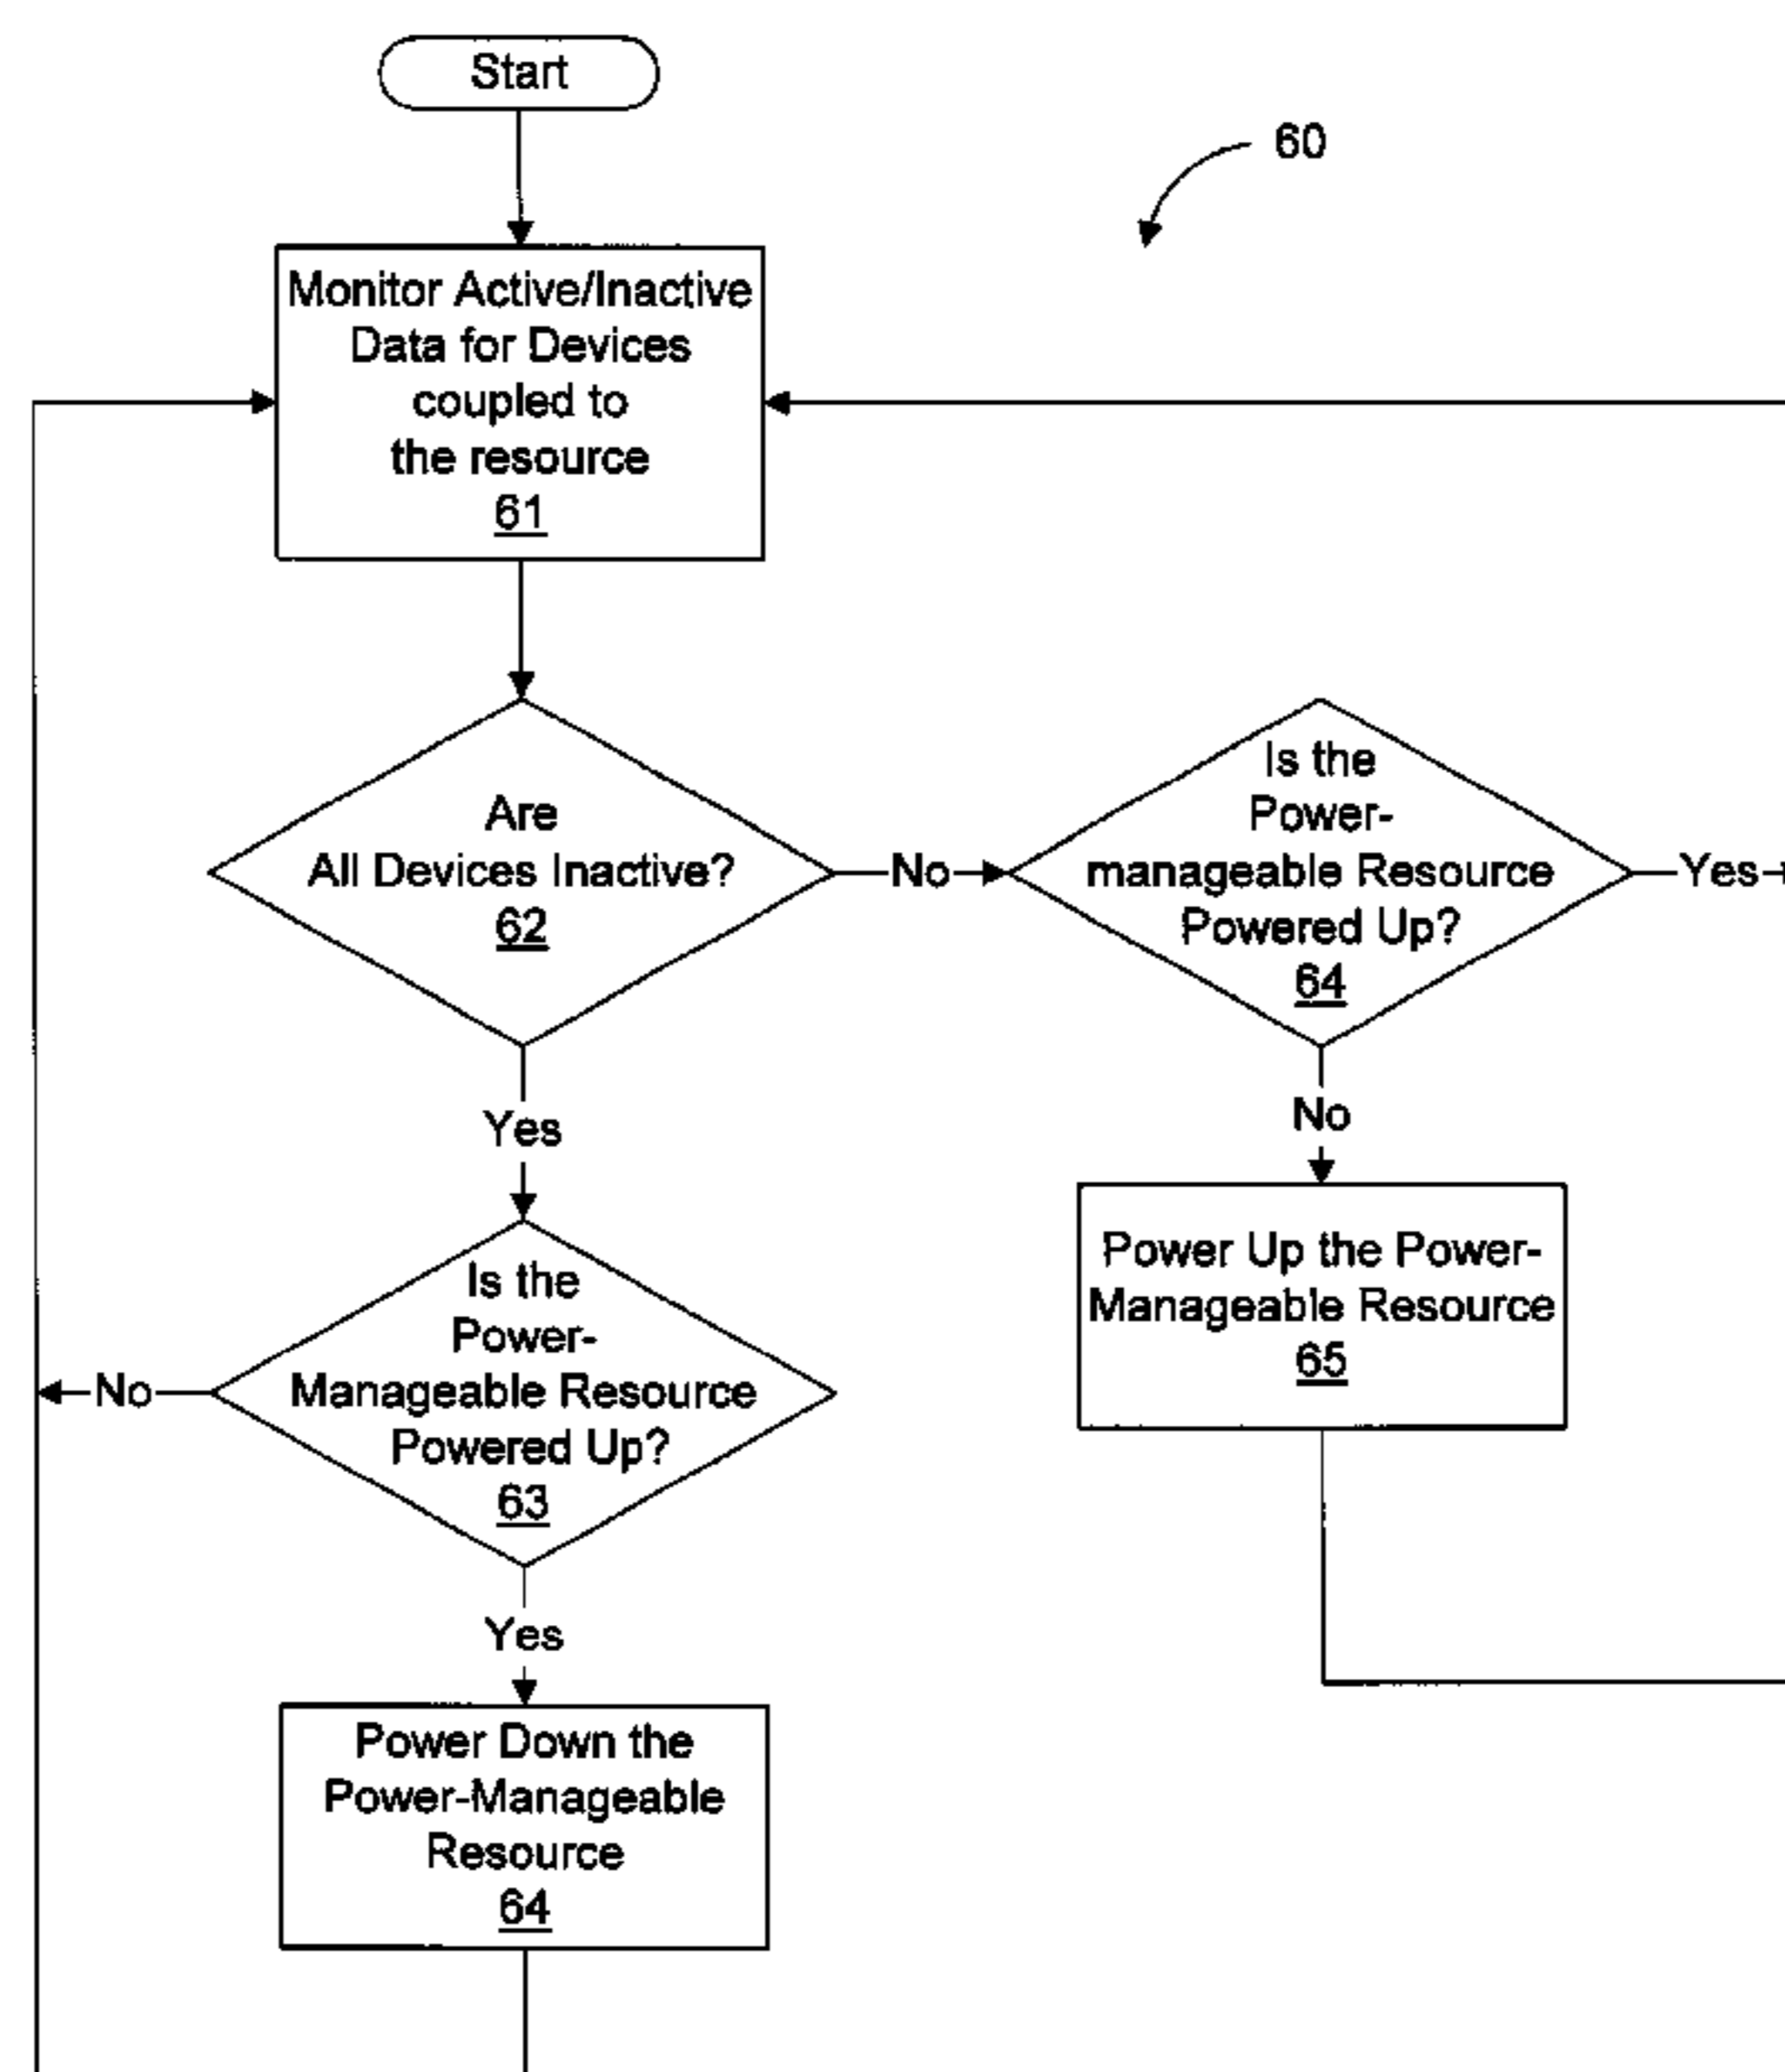 Start
60
Monitor Active/Inactive
Data for Devices
coupled to
the resource
61
Are
All Devices Inactive?
62
No
Is the
Power-
manageable Resource
Powered Up?
64
Yes
Yes
No
Is the
Power-
Manageable Resource
Powered Up?
63
No
Power Up the Power-
Manageable Resource
65
Yes
Power Down the
Power-Manageable
Resource
64